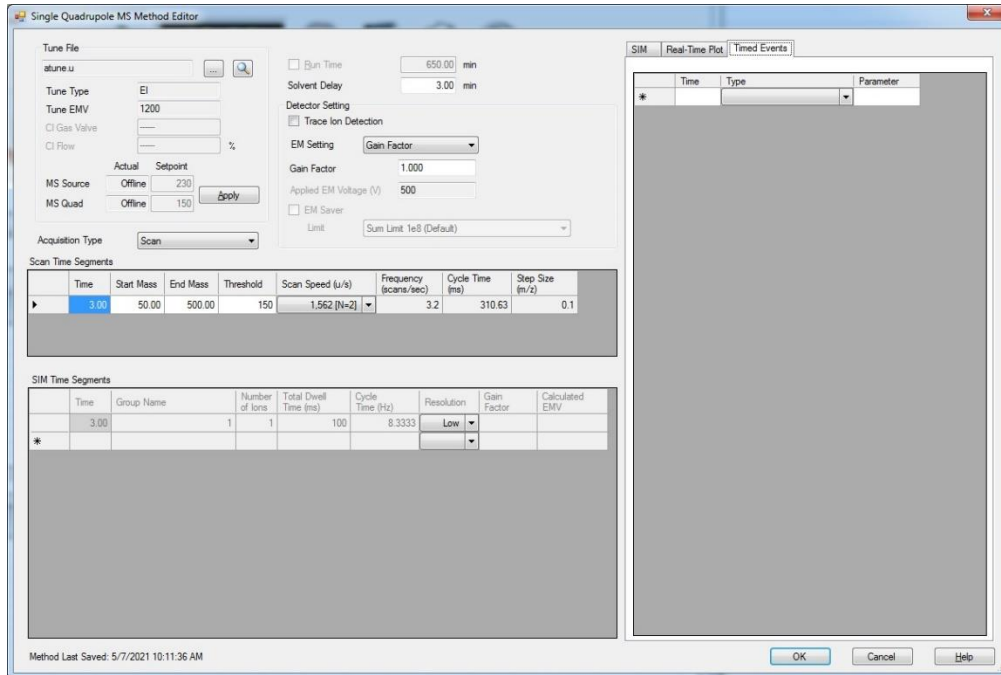 Single Quadrupole MS Method Editor
Tune File
atune.u ...
Tune Type EI
Tune EMV 1200
CI Gas Valve -----
CI Flow ----- %
Actual Setpoint
MS Source Offline 230
MS Quad Offline 150
Apply
Acquisition Type Scan
Run Time 650.00 min
Solvent Delay 3.00 min
Detector Setting
Trace Ion Detection
EM Setting Gain Factor
Gain Factor 1.000
Applied EM Voltage (V) 500
EM Saver
Limit Sum Limit 1e8 (Default)
Scan Time Segments
Time Start Mass End Mass Threshold Scan Speed (u/s) Frequency (scans/sec) Cycle Time (ms) Step Size (m/z)
3.00 50.00 500.00 150 1,562 [N=2] 3.2 310.63 0.1
SIM Time Segments
Time Group Name Number of Ions Total Dwell Time (ms) Cycle Time (Hz) Resolution Gain Factor Calculated EMV
3.00 1 1 100 8.3333 Low
*
SIM Real-Time Plot Timed Events
Time Type Parameter
*
Method Last Saved: 5/7/2021 10:11:36 AM
OK Cancel Help